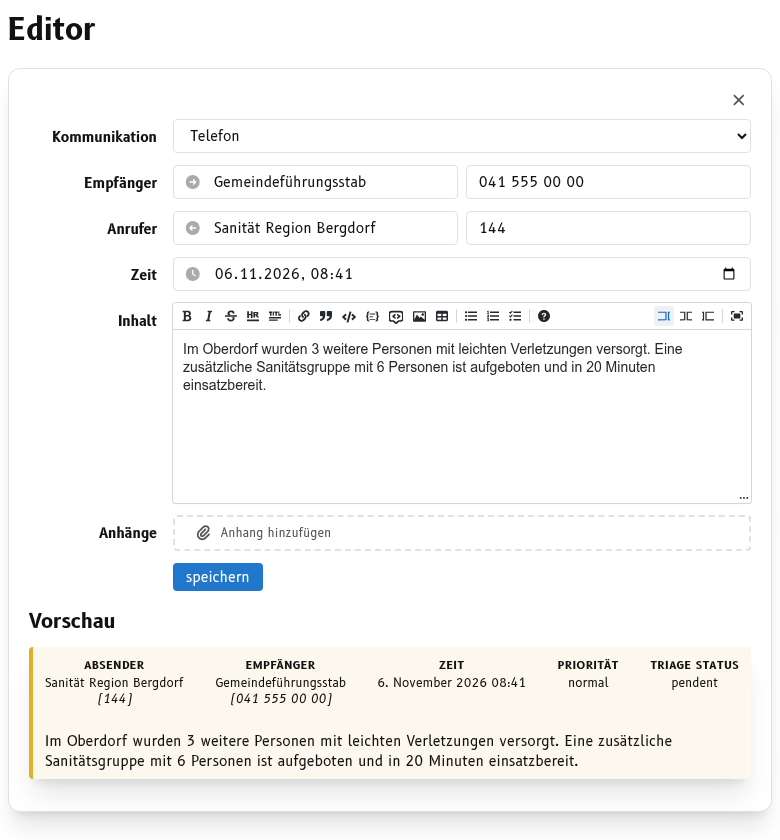 Editor
Kommunikation
Telefon
Empfänger
Gemeindeführungsstab
041 555 00 00
Anrufer
Sanität Region Bergdorf
144
Zeit
06.11.2026, 08:41
Inhalt
B I S HR TITL
Im Oberdorf wurden 3 weitere Personen mit leichten Verletzungen versorgt. Eine
zusätzliche Sanitätsgruppe mit 6 Personen ist aufgeboten und in 20 Minuten
einsatzbereit.
Anhänge
Anhang hinzufügen
speichern
Vorschau
ABSENDER EMPFÄNGER ZEIT PRIORITÄT TRIAGE STATUS
Sanität Region Bergdorf Gemeindeführungsstab 6. November 2026 08:41 normal pendent
[144] [041 555 00 00]
Im Oberdorf wurden 3 weitere Personen mit leichten Verletzungen versorgt. Eine zusätzliche
Sanitätsgruppe mit 6 Personen ist aufgeboten und in 20 Minuten einsatzbereit.